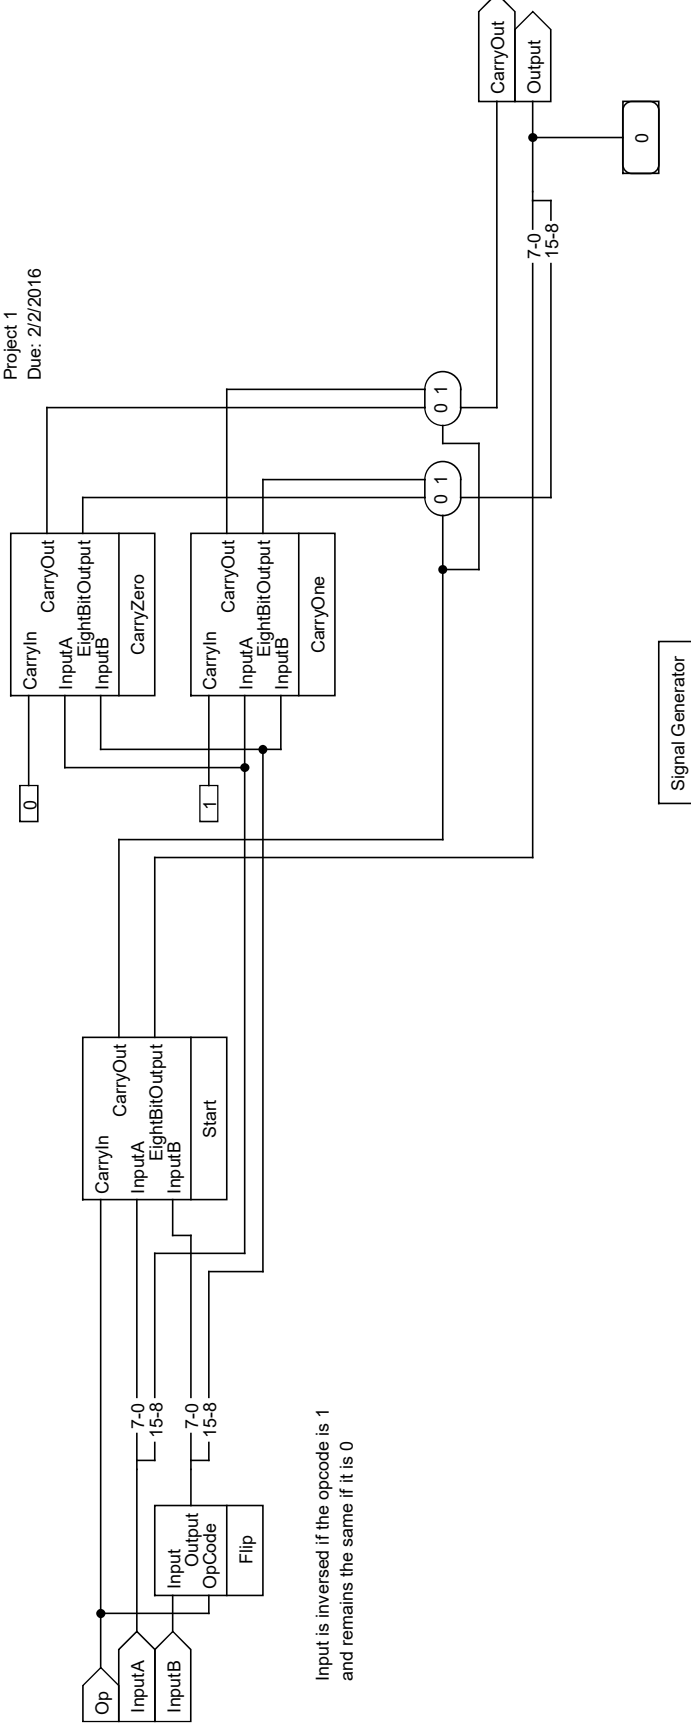 Project 1
Due: 2/2/2016
Op
InputA
InputB
Input
Output
OpCode
Flip
7-0
15-8
7-0
15-8
Input is inversed if the opcode is 1
and remains the same if it is 0
CarryIn
CarryOut
InputA
EightBitOutput
InputB
Start
0
CarryIn
CarryOut
InputA
EightBitOutput
InputB
CarryZero
1
CarryIn
CarryOut
InputA
EightBitOutput
InputB
CarryOne
0 1
0 1
7-0
15-8
CarryOut
Output
0
Signal Generator